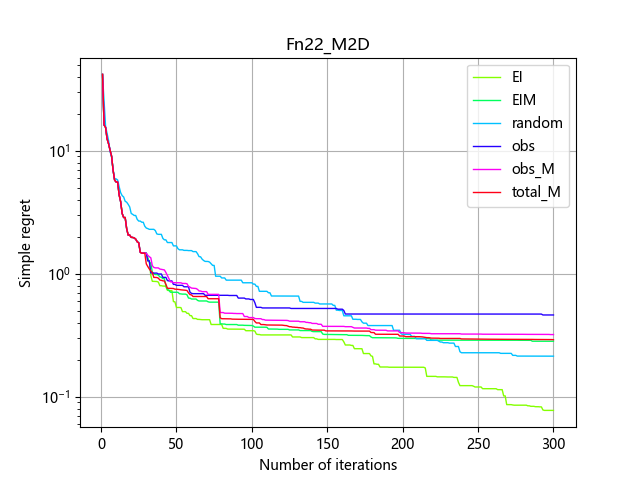 Fn22_M2D
EI
EIM
random
obs
obs_M
total_M
Simple regret
10¹
10⁰
10⁻¹
0 50 100 150 200 250 300
Number of iterations